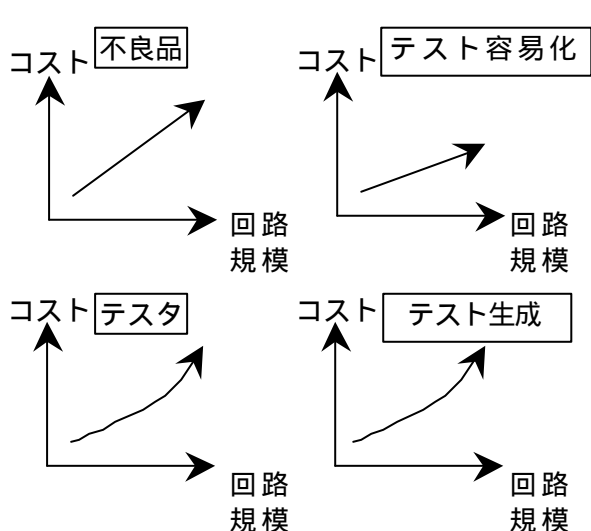 コスト 不良品
回路
規模
コスト テスト容易化
回路
規模
コスト テスタ
回路
規模
コスト テスト生成
回路
規模